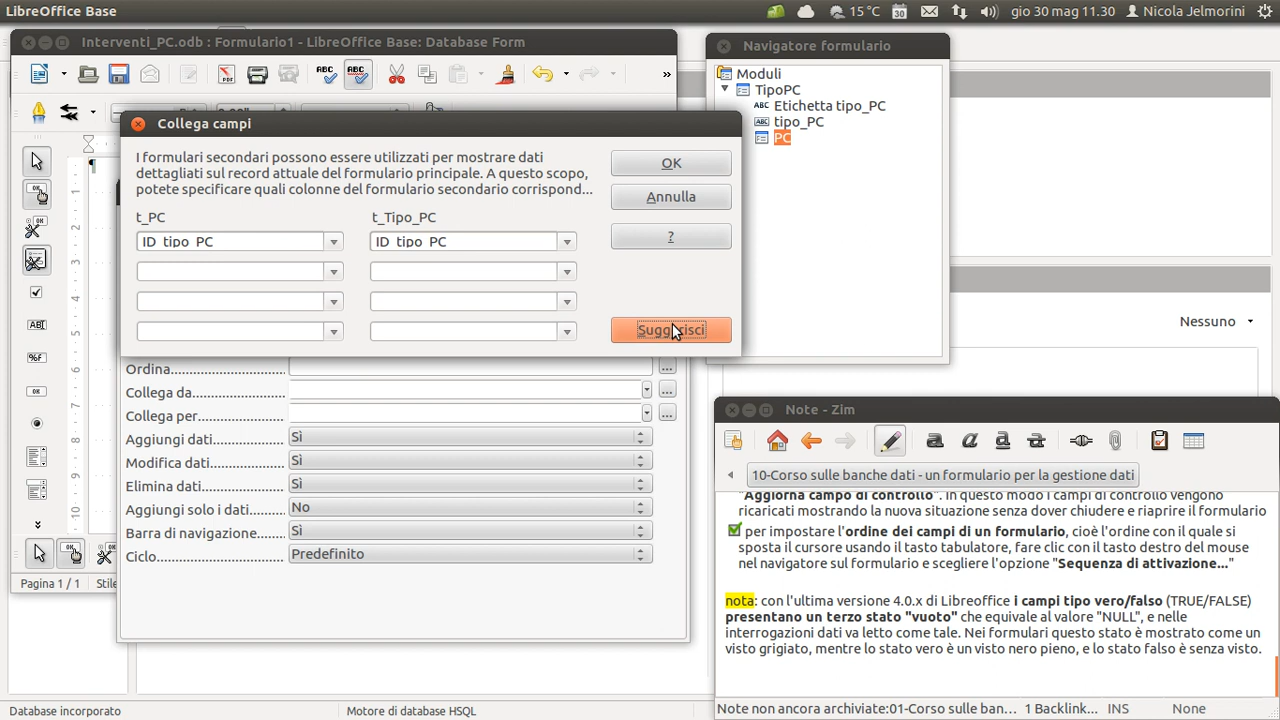 LibreOffice Base
15 °C
gio 30 mag 11.30
Nicola Jelmorini
Interventi_PC.odb : Formulario1 - LibreOffice Base: Database Form
Navigatore formulario
Moduli
TipoPC
Etichetta tipo_PC
tipo_PC
PC
Collega campi
I formulari secondari possono essere utilizzati per mostrare dati
dettagliati sul record attuale del formulario principale. A questo scopo,
potete specificare quali colonne del formulario secondario corrispond...
t_PC
t_Tipo_PC
ID_tipo_PC
ID_tipo_PC
OK
Annulla
?
Suggerisci
Ordina
Collega da
Collega per
Aggiungi dati
Sì
Modifica dati
Sì
Elimina dati
Sì
Aggiungi solo i dati
No
Barra di navigazione
Sì
Ciclo
Predefinito
Pagina 1 / 1
Nessuno
Note - Zim
10-Corso sulle banche dati - un formulario per la gestione dati
"Aggiorna campo di controllo". In questo modo i campi di controllo vengono
ricaricati mostrando la nuova situazione senza dover chiudere e riaprire il formulario
per impostare l'ordine dei campi di un formulario, cioè l'ordine con il quale si
sposta il cursore usando il tasto tabulatore, fare clic con il tasto destro del mouse
nel navigatore sul formulario e scegliere l'opzione "Sequenza di attivazione..."
nota: con l'ultima versione 4.0.x di Libreoffice i campi tipo vero/falso (TRUE/FALSE)
presentano un terzo stato "vuoto" che equivale al valore "NULL", e nelle
interrogazioni dati va letto come tale. Nei formulari questo stato è mostrato come un
visto grigiato, mentre lo stato vero è un visto nero pieno, e lo stato falso è senza visto.
Note non ancora archiviate:01-Corso sulle ban...
1 Backlink...
INS
None
Database incorporato
Motore di database HSQL